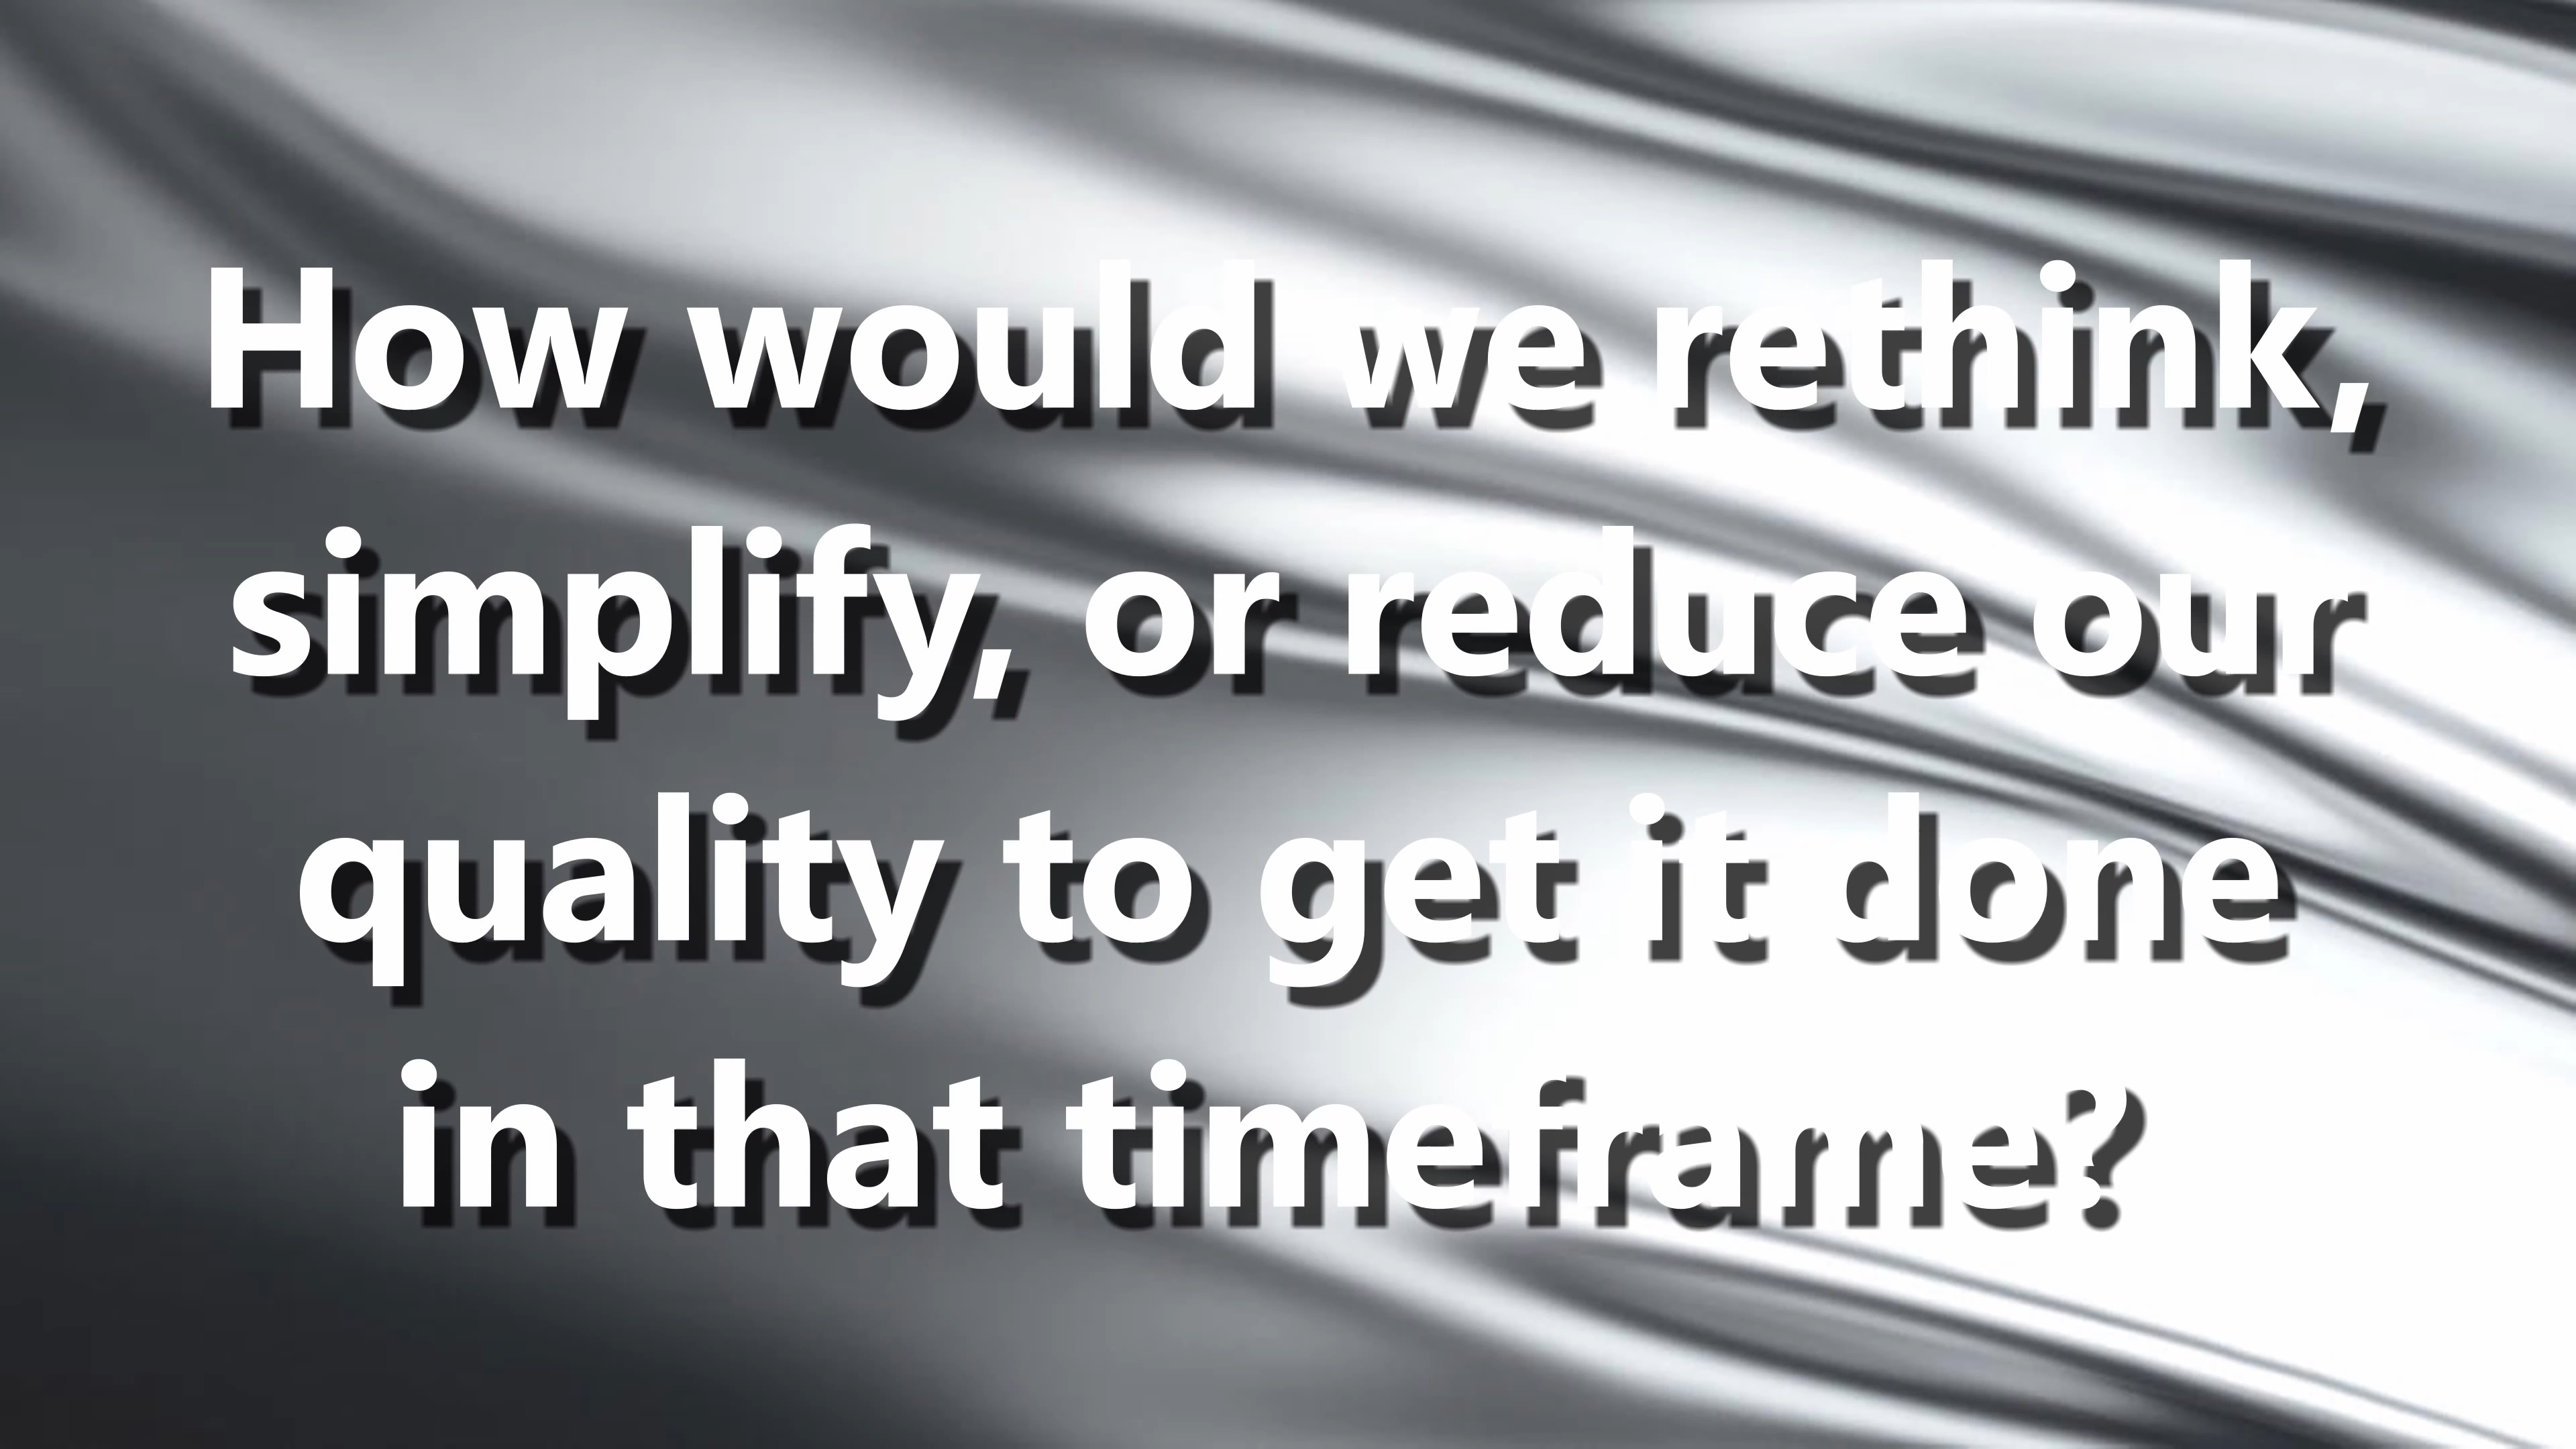 How would we rethink,
simplify, or reduce our
quality to get it done
in that timeframe?